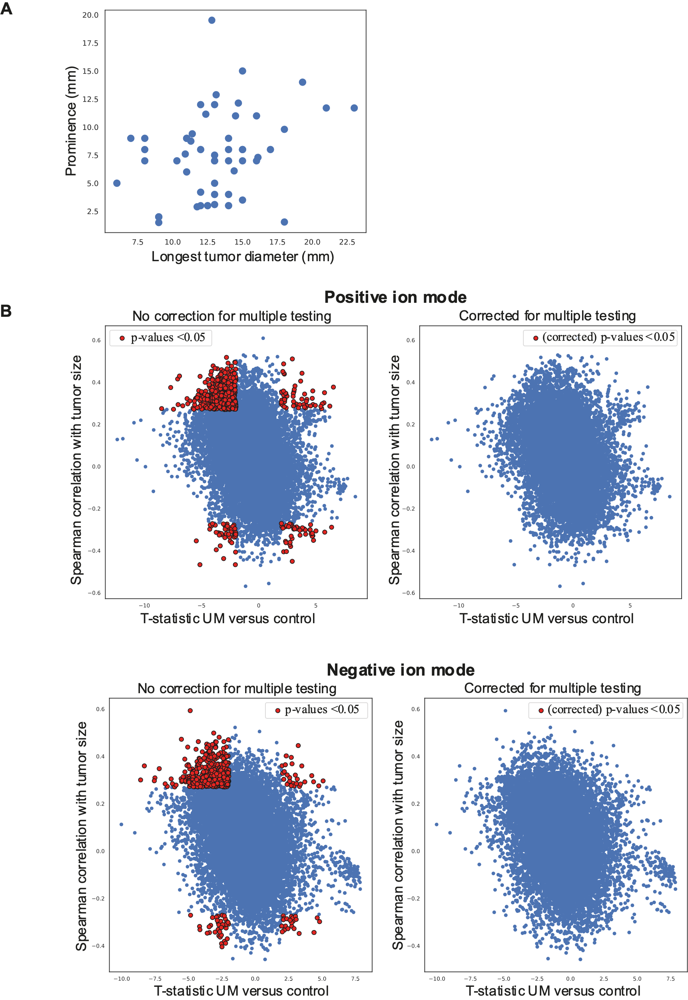 A
20.0
17.5
15.0
12.5
10.0
7.5
5.0
2.5
Prominence (mm)
7.5 10.0 12.5 15.0 17.5 20.0 22.5
Longest tumor diameter (mm)
B
Positive ion mode
No correction for multiple testing
p-values <0.05
0.6
0.4
0.2
0.0
−0.2
−0.4
−0.6
Spearman correlation with tumor size
−10 −5 0 5
T-statistic UM versus control
Corrected for multiple testing
(corrected) p-values <0.05
0.6
0.4
0.2
0.0
−0.2
−0.4
−0.6
Spearman correlation with tumor size
−10 −5 0 5
T-statistic UM versus control
Negative ion mode
No correction for multiple testing
p-values <0.05
0.6
0.4
0.2
0.0
−0.2
−0.4
Spearman correlation with tumor size
−10.0 −7.5 −5.0 −2.5 0.0 2.5 5.0 7.5
T-statistic UM versus control
Corrected for multiple testing
(corrected) p-values <0.05
0.6
0.4
0.2
0.0
−0.2
−0.4
Spearman correlation with tumor size
−10.0 −7.5 −5.0 −2.5 0.0 2.5 5.0 7.5
T-statistic UM versus control